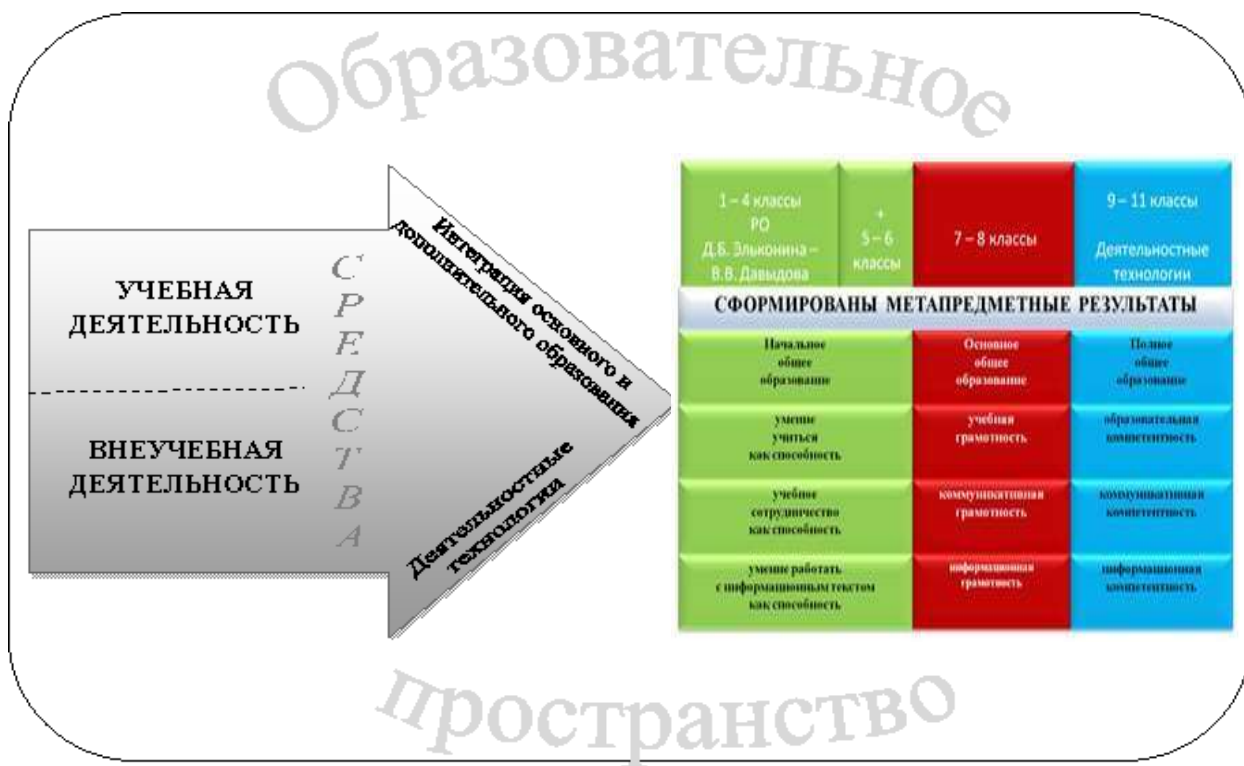 Образовательное
УЧЕБНАЯ
ДЕЯТЕЛЬНОСТЬ
ВНЕУЧЕБНАЯ
ДЕЯТЕЛЬНОСТЬ
СРЕДСТВА
Интеграция основного и
дополнительного образования
Деятельностные
технологии
1 – 4 классы
РО
Д.Б. Эльконина –
В.В. Давыдова
+
5 – 6
классы
7 – 8 классы
9 – 11 классы
Деятельностные
технологии
СФОРМИРОВАНЫ МЕТАПРЕДМЕТНЫЕ РЕЗУЛЬТАТЫ
Начальное
общее
образование
Основное
общее
образование
Полное
общее
образование
умение
учиться
как способность
учебная
грамотность
образовательная
компетентность
учебное
сотрудничество
как способность
коммуникативная
грамотность
коммуникативная
компетентность
умение работать
с информационным текстом
как способность
информационная
грамотность
информационная
компетентность
пространство